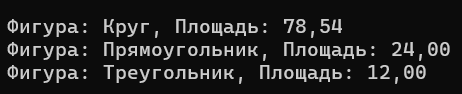 Фигура: Круг, Площадь: 78,54
Фигура: Прямоугольник, Площадь: 24,00
Фигура: Треугольник, Площадь: 12,00